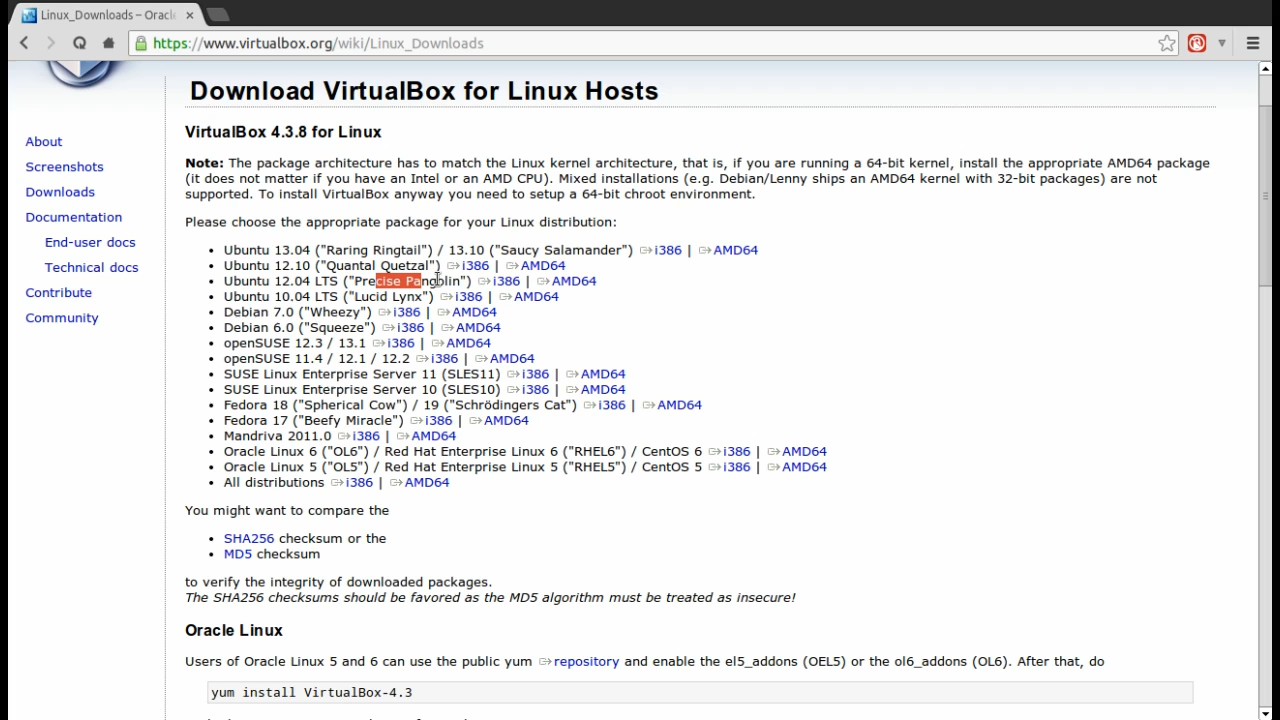 Linux_Downloads – Oracl
https://www.virtualbox.org/wiki/Linux_Downloads
Download VirtualBox for Linux Hosts
VirtualBox 4.3.8 for Linux
About
Screenshots
Downloads
Documentation
End-user docs
Technical docs
Contribute
Community
Note: The package architecture has to match the Linux kernel architecture, that is, if you are running a 64-bit kernel, install the appropriate AMD64 package
(it does not matter if you have an Intel or an AMD CPU). Mixed installations (e.g. Debian/Lenny ships an AMD64 kernel with 32-bit packages) are not
supported. To install VirtualBox anyway you need to setup a 64-bit chroot environment.
Please choose the appropriate package for your Linux distribution:
• Ubuntu 13.04 ("Raring Ringtail") / 13.10 ("Saucy Salamander") i386 | AMD64
• Ubuntu 12.10 ("Quantal Quetzal") i386 | AMD64
• Ubuntu 12.04 LTS ("Precise Pangolin") i386 | AMD64
• Ubuntu 10.04 LTS ("Lucid Lynx") i386 | AMD64
• Debian 7.0 ("Wheezy") i386 | AMD64
• Debian 6.0 ("Squeeze") i386 | AMD64
• openSUSE 12.3 / 13.1 i386 | AMD64
• openSUSE 11.4 / 12.1 / 12.2 i386 | AMD64
• SUSE Linux Enterprise Server 11 (SLES11) i386 | AMD64
• SUSE Linux Enterprise Server 10 (SLES10) i386 | AMD64
• Fedora 18 ("Spherical Cow") / 19 ("Schrödingers Cat") i386 | AMD64
• Fedora 17 ("Beefy Miracle") i386 | AMD64
• Mandriva 2011.0 i386 | AMD64
• Oracle Linux 6 ("OL6") / Red Hat Enterprise Linux 6 ("RHEL6") / CentOS 6 i386 | AMD64
• Oracle Linux 5 ("OL5") / Red Hat Enterprise Linux 5 ("RHEL5") / CentOS 5 i386 | AMD64
• All distributions i386 | AMD64
You might want to compare the
• SHA256 checksum or the
• MD5 checksum
to verify the integrity of downloaded packages.
The SHA256 checksums should be favored as the MD5 algorithm must be treated as insecure!
Oracle Linux
Users of Oracle Linux 5 and 6 can use the public yum repository and enable the el5_addons (OEL5) or the ol6_addons (OL6). After that, do
yum install VirtualBox-4.3